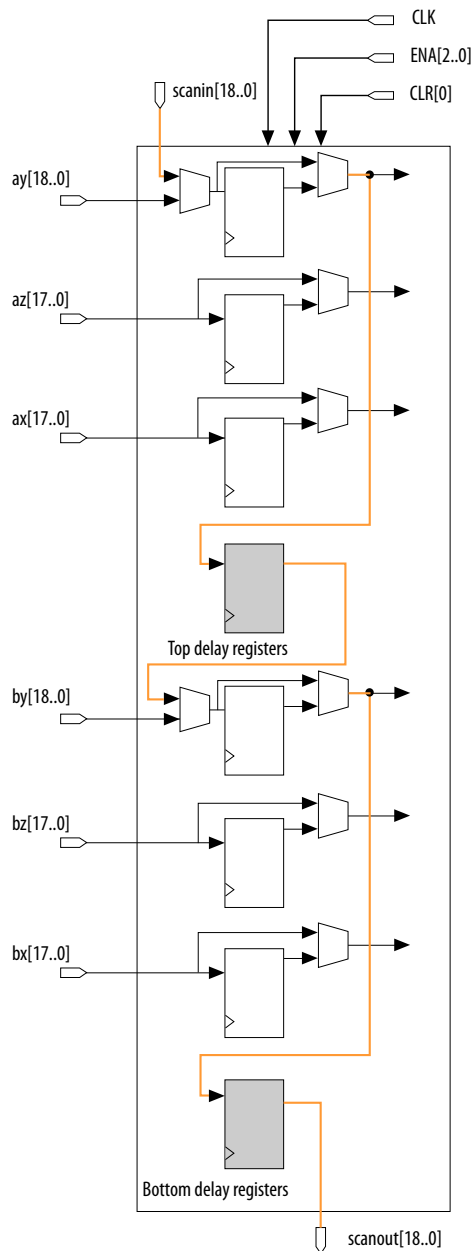 CLK
ENA[2..0]
scanin[18..0]
CLR[0]
ay[18..0]
az[17..0]
ax[17..0]
Top delay registers
by[18..0]
bz[17..0]
bx[17..0]
Bottom delay registers
scanout[18..0]